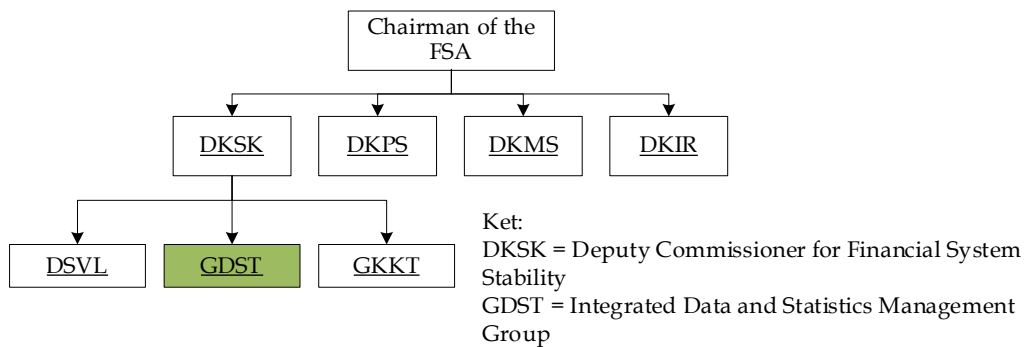 Chairman of the
FSA
DKSK
DKPS
DKMS
DKIR
DSVL
GDST
GKKT
Ket:
DKSK = Deputy Commissioner for Financial System
Stability
GDST = Integrated Data and Statistics Management
Group